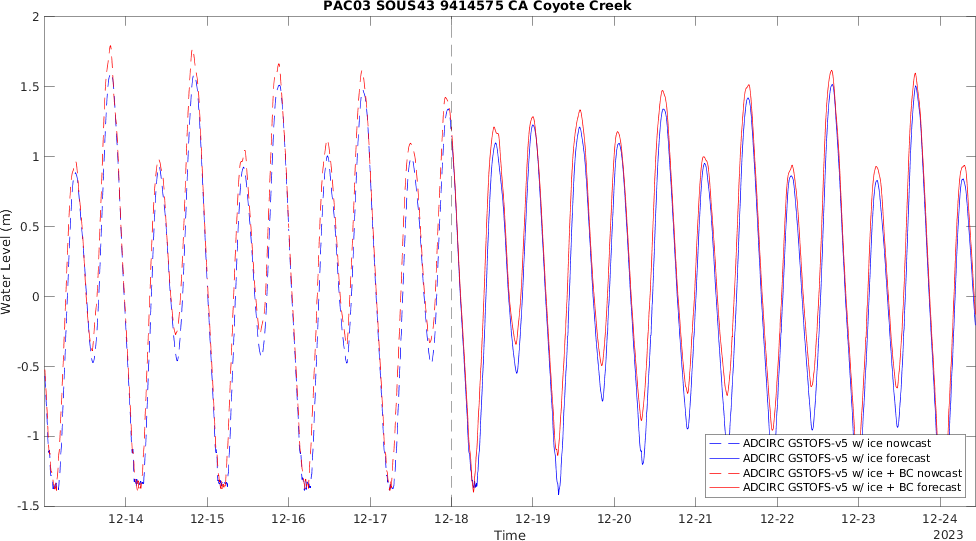 PAC03 SOUS43 9414575 CA Coyote Creek
2
1.5
1
0.5
0
-0.5
-1
-1.5
Water Level (m)
ADCIRC GSTOFS-v5 w/ ice nowcast
ADCIRC GSTOFS-v5 w/ ice forecast
ADCIRC GSTOFS-v5 w/ ice + BC nowcast
ADCIRC GSTOFS-v5 w/ ice + BC forecast
12-14 12-15 12-16 12-17 12-18 12-19 12-20 12-21 12-22 12-23 12-24
Time
2023